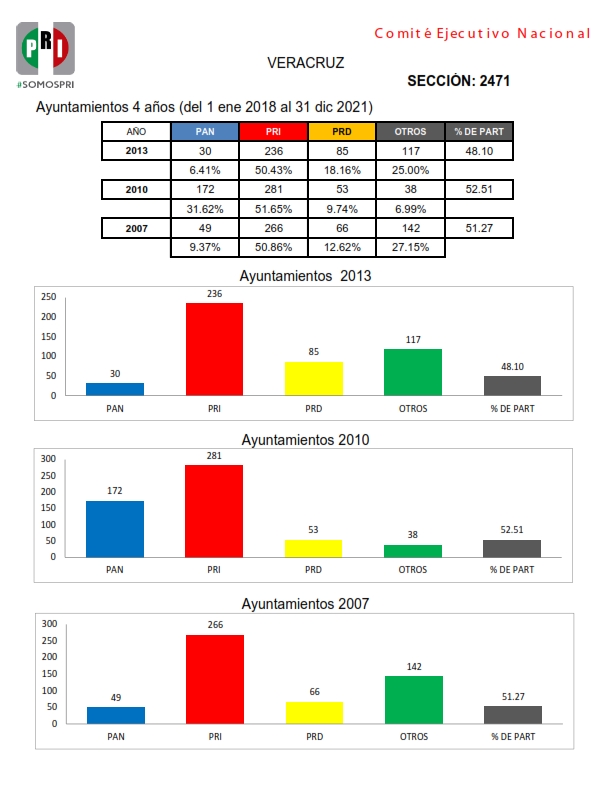 Comité Ejecutivo Nacional
PRI
#SOMOSPRI
VERACRUZ
SECCIÓN: 2471
Ayuntamientos 4 años (del 1 ene 2018 al 31 dic 2021)
AÑO PAN PRI PRD OTROS % DE PART
2013 30 236 85 117 48.10
6.41% 50.43% 18.16% 25.00%
2010 172 281 53 38 52.51
31.62% 51.65% 9.74% 6.99%
2007 49 266 66 142 51.27
9.37% 50.86% 12.62% 27.15%
Ayuntamientos 2013
250
200
150
100
50
0
30 236 85 117 48.10
PAN PRI PRD OTROS % DE PART
Ayuntamientos 2010
300
250
200
150
100
50
0
172 281 53 38 52.51
PAN PRI PRD OTROS % DE PART
Ayuntamientos 2007
300
250
200
150
100
50
0
49 266 66 142 51.27
PAN PRI PRD OTROS % DE PART